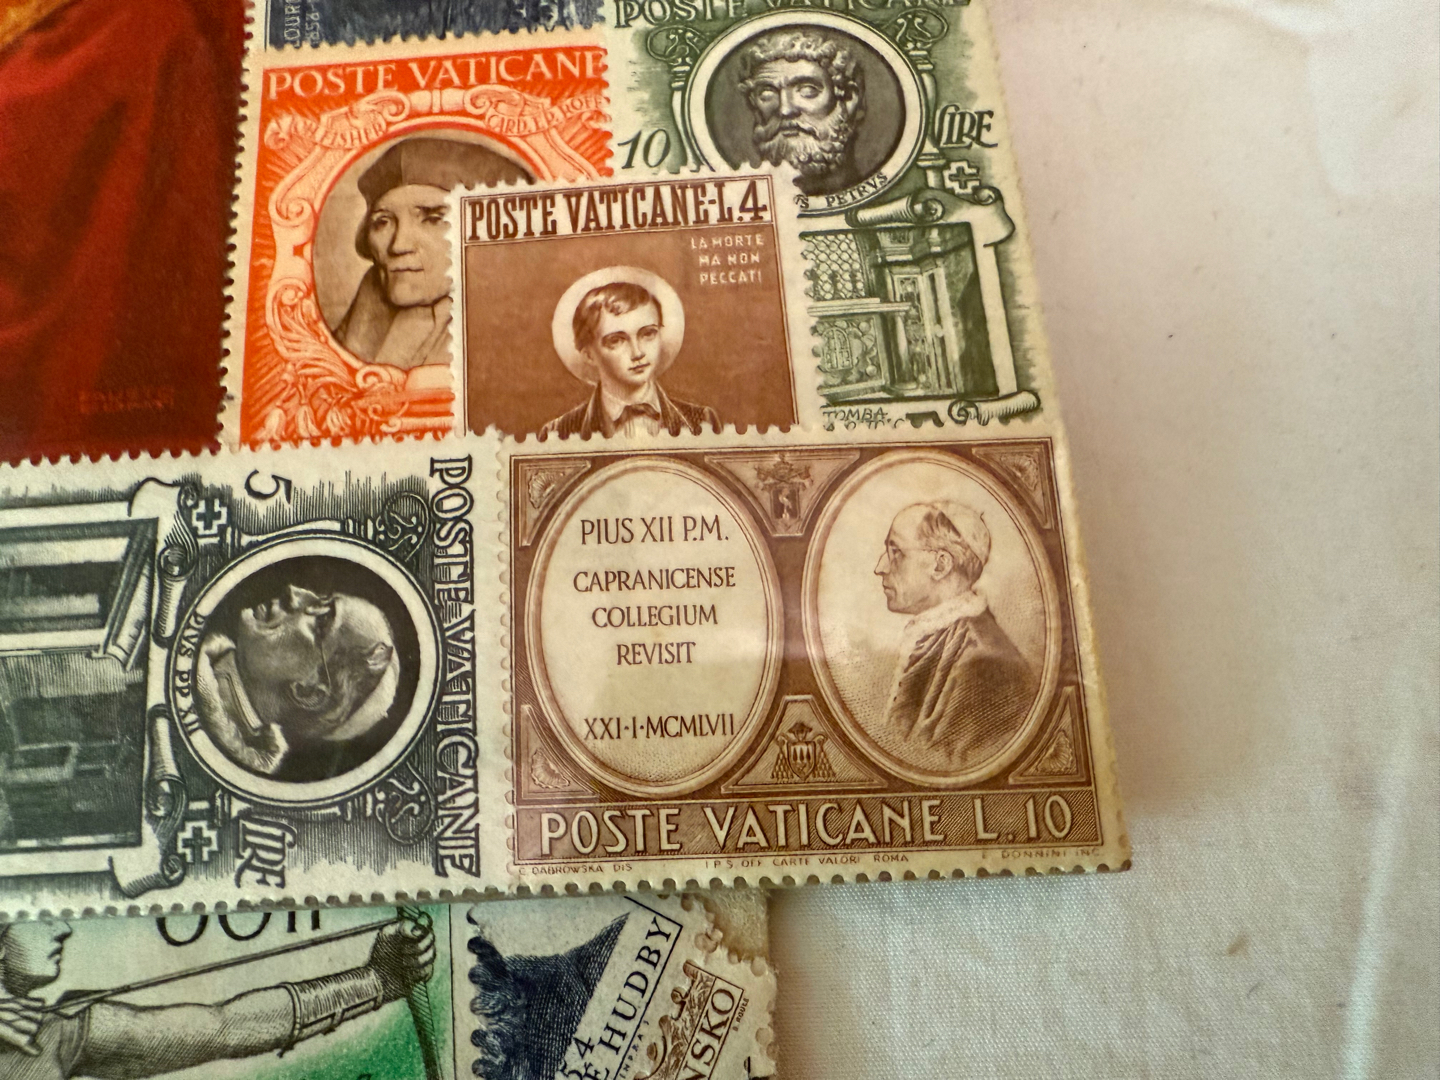 POSTE VATICANE
POSTE VATICANE
FISHER
CARD. T. P. ROFF
10
LIRE
PETRVS
POSTE VATICANE-L.4
LA MORTE
MA NON
PECCATI
TOMBA
5
POSTE VATICANE
LIRE
PIVS PP XII
PIUS XII P.M.
CAPRANICENSE
COLLEGIUM
REVISIT
XXI·I·MCMLVII
POSTE VATICANE L.10
C. DABROWSKA DIS
I.P.S. OFF. CARTE VALORI ROMA
E. DONNINI INC.
HUDBY
NSKO